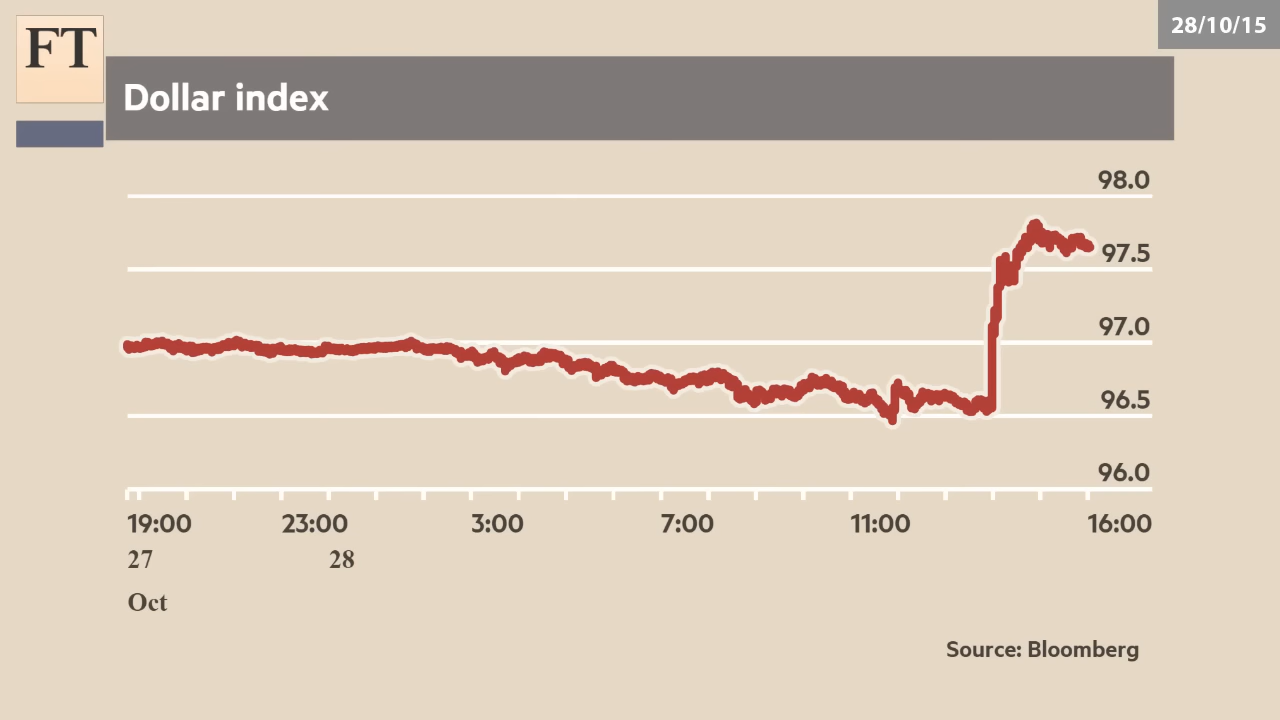 28/10/15
FT
Dollar index
98.0
97.5
97.0
96.5
96.0
19:00 23:00 3:00 7:00 11:00 16:00
27 28
Oct
Source: Bloomberg